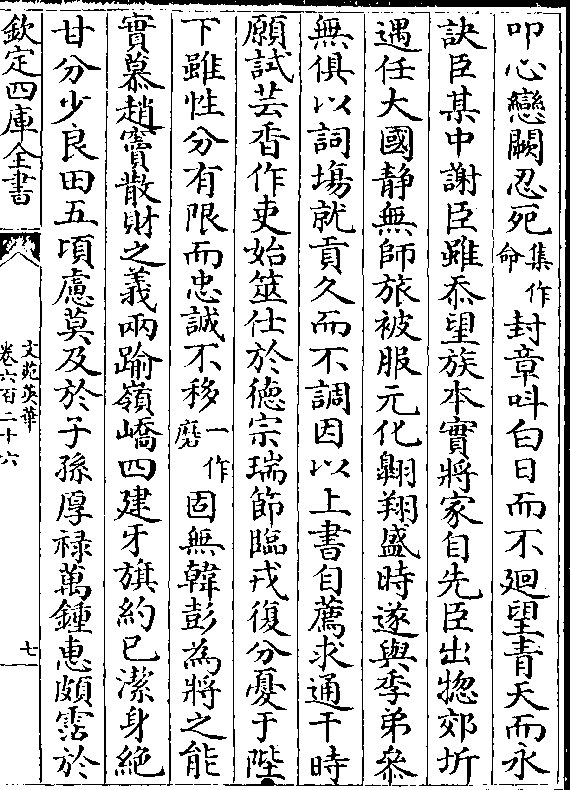 叩心戀闕忍死集作命封章呌白日而不廻望青天而永
訣臣某中謝臣雖忝望族本實將家自先臣出惣郊圻
遇任大國静無師旅被服元化翺翔盛時遂與季弟叅
無俱以詞塲就貢久而不調因以上書自薦求通干時
願試芸香作吏始筮仕於徳宗瑞節臨戎復分憂于陛
下雖性分有限而忠誠不移一作磨固無韓彭為將之能
實慕趙竇散財之義兩踰嶺嶠四建牙旗約已潔身絶
甘分少良田五頃慮莫及於子孫厚禄萬鍾恵頗霑於
欽定四庫全書
文苑英華
卷六百二十六
七